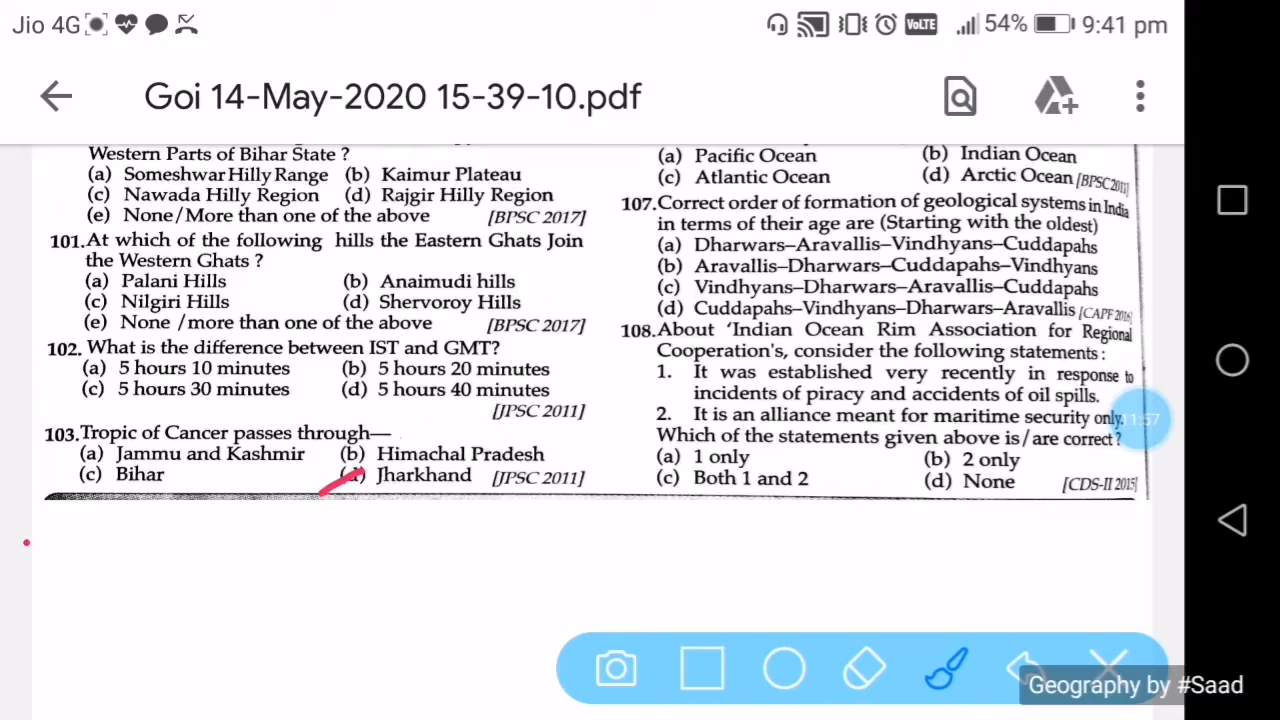 Jio 4G
VoLTE
54%
9:41 pm
Goi 14-May-2020 15-39-10.pdf
Western Parts of Bihar State ?
(a) Someshwar Hilly Range (b) Kaimur Plateau
(c) Nawada Hilly Region (d) Rajgir Hilly Region
(e) None/More than one of the above [BPSC 2017]
101. At which of the following hills the Eastern Ghats Join
the Western Ghats ?
(a) Palani Hills (b) Anaimudi hills
(c) Nilgiri Hills (d) Shervoroy Hills
(e) None /more than one of the above [BPSC 2017]
102. What is the difference between IST and GMT?
(a) 5 hours 10 minutes (b) 5 hours 20 minutes
(c) 5 hours 30 minutes (d) 5 hours 40 minutes
[JPSC 2011]
103. Tropic of Cancer passes through—
(a) Jammu and Kashmir (b) Himachal Pradesh
(c) Bihar (d) Jharkhand [JPSC 2011]
(a) Pacific Ocean (b) Indian Ocean
(c) Atlantic Ocean (d) Arctic Ocean [BPSC 2011]
107. Correct order of formation of geological systems in India
in terms of their age are (Starting with the oldest)
(a) Dharwars–Aravallis–Vindhyans–Cuddapahs
(b) Aravallis–Dharwars–Cuddapahs–Vindhyans
(c) Vindhyans–Dharwars–Aravallis–Cuddapahs
(d) Cuddapahs–Vindhyans–Dharwars–Aravallis [CAPF 2016]
108. About 'Indian Ocean Rim Association for Regional
Cooperation's, consider the following statements :
1. It was established very recently in response to
incidents of piracy and accidents of oil spills.
2. It is an alliance meant for maritime security only.
11:57
Which of the statements given above is/are correct?
(a) 1 only (b) 2 only
(c) Both 1 and 2 (d) None [CDS-II 2015]
Geography by #Saad